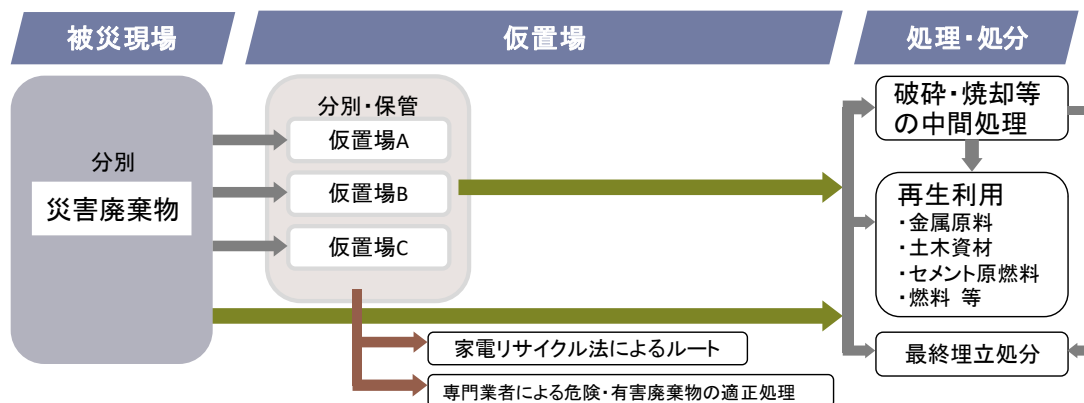 被災現場
仮置場
処理・処分
分別
災害廃棄物
分別・保管
仮置場A
仮置場B
仮置場C
家電リサイクル法によるルート
専門業者による危険・有害廃棄物の適正処理
破砕・焼却等
の中間処理
再生利用
・金属原料
・土木資材
・セメント原燃料
・燃料 等
最終埋立処分